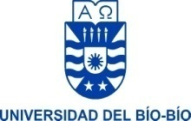 Α Ω
UNIVERSIDAD DEL BÍO-BÍO